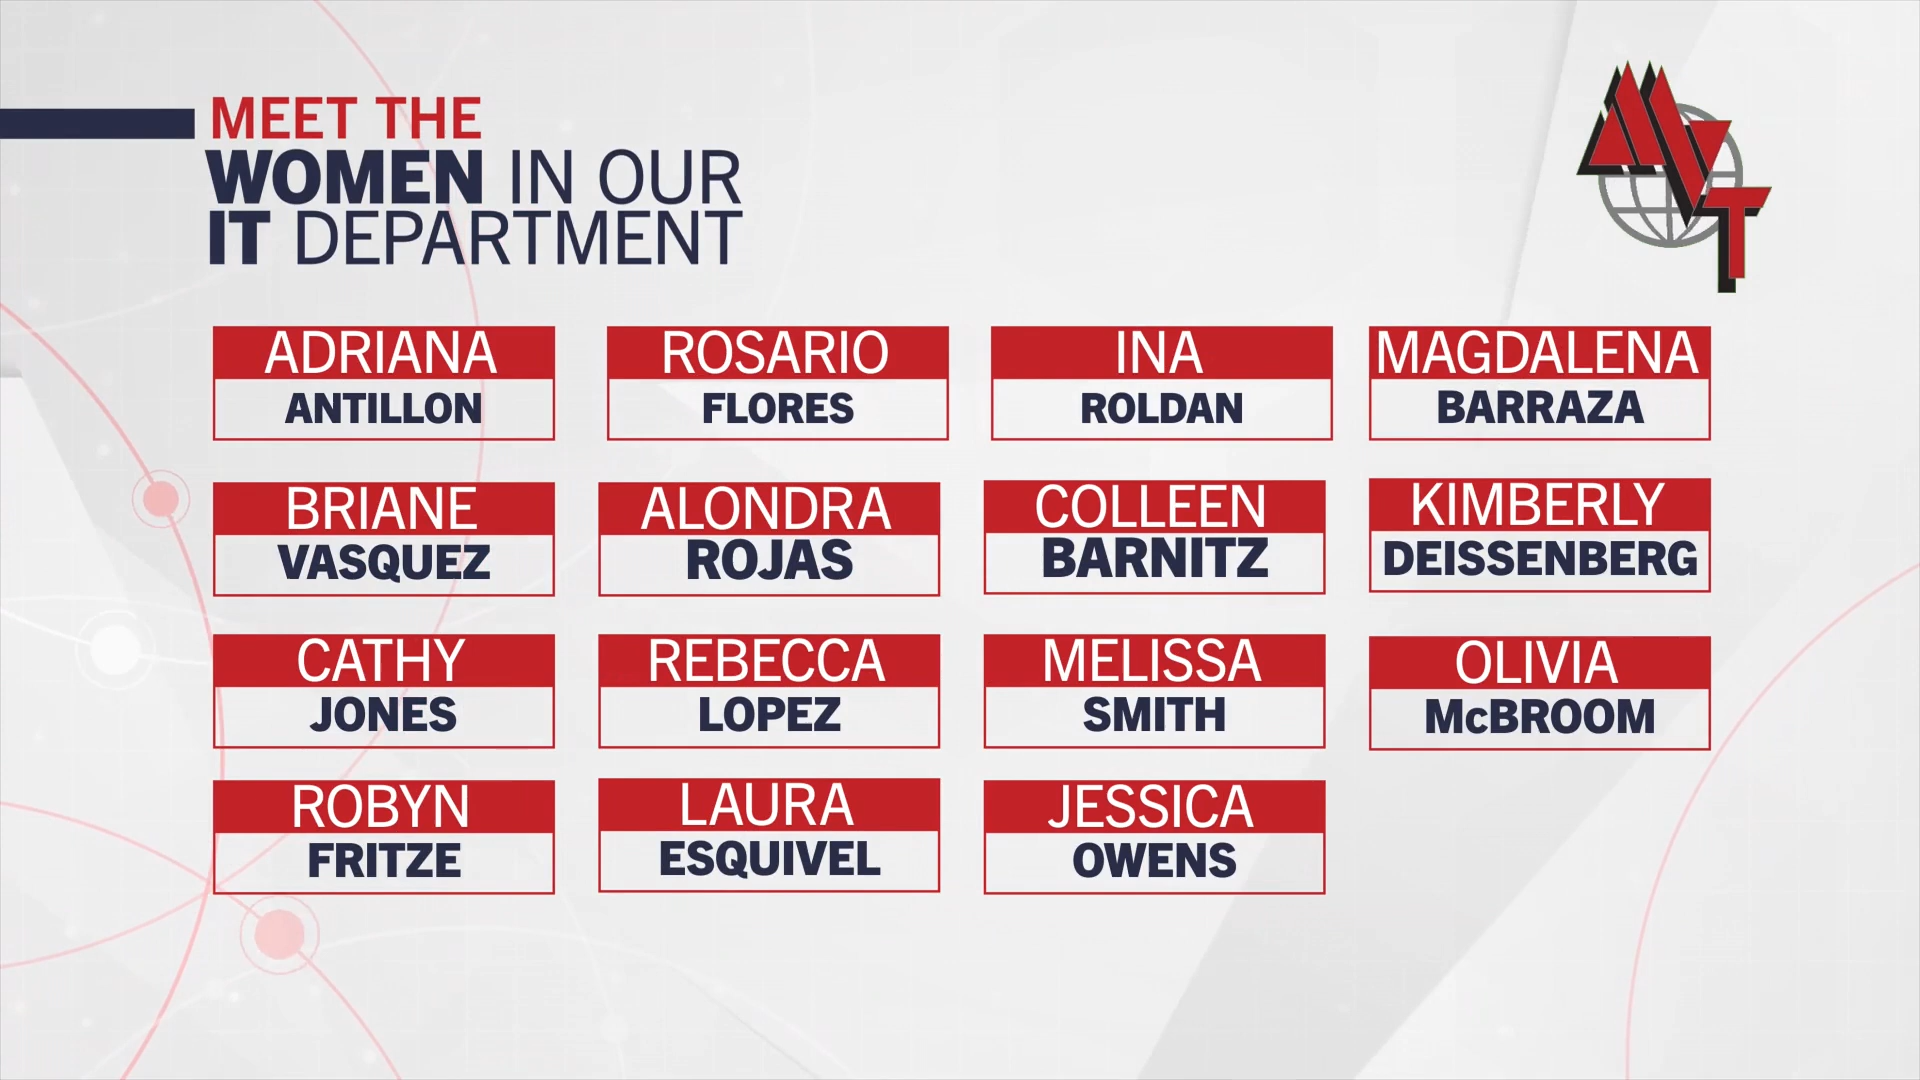 MEET THE
WOMEN IN OUR
IT DEPARTMENT
MVT
ADRIANA
ANTILLON
ROSARIO
FLORES
INA
ROLDAN
MAGDALENA
BARRAZA
BRIANE
VASQUEZ
ALONDRA
ROJAS
COLLEEN
BARNITZ
KIMBERLY
DEISSENBERG
CATHY
JONES
REBECCA
LOPEZ
MELISSA
SMITH
OLIVIA
McBROOM
ROBYN
FRITZE
LAURA
ESQUIVEL
JESSICA
OWENS